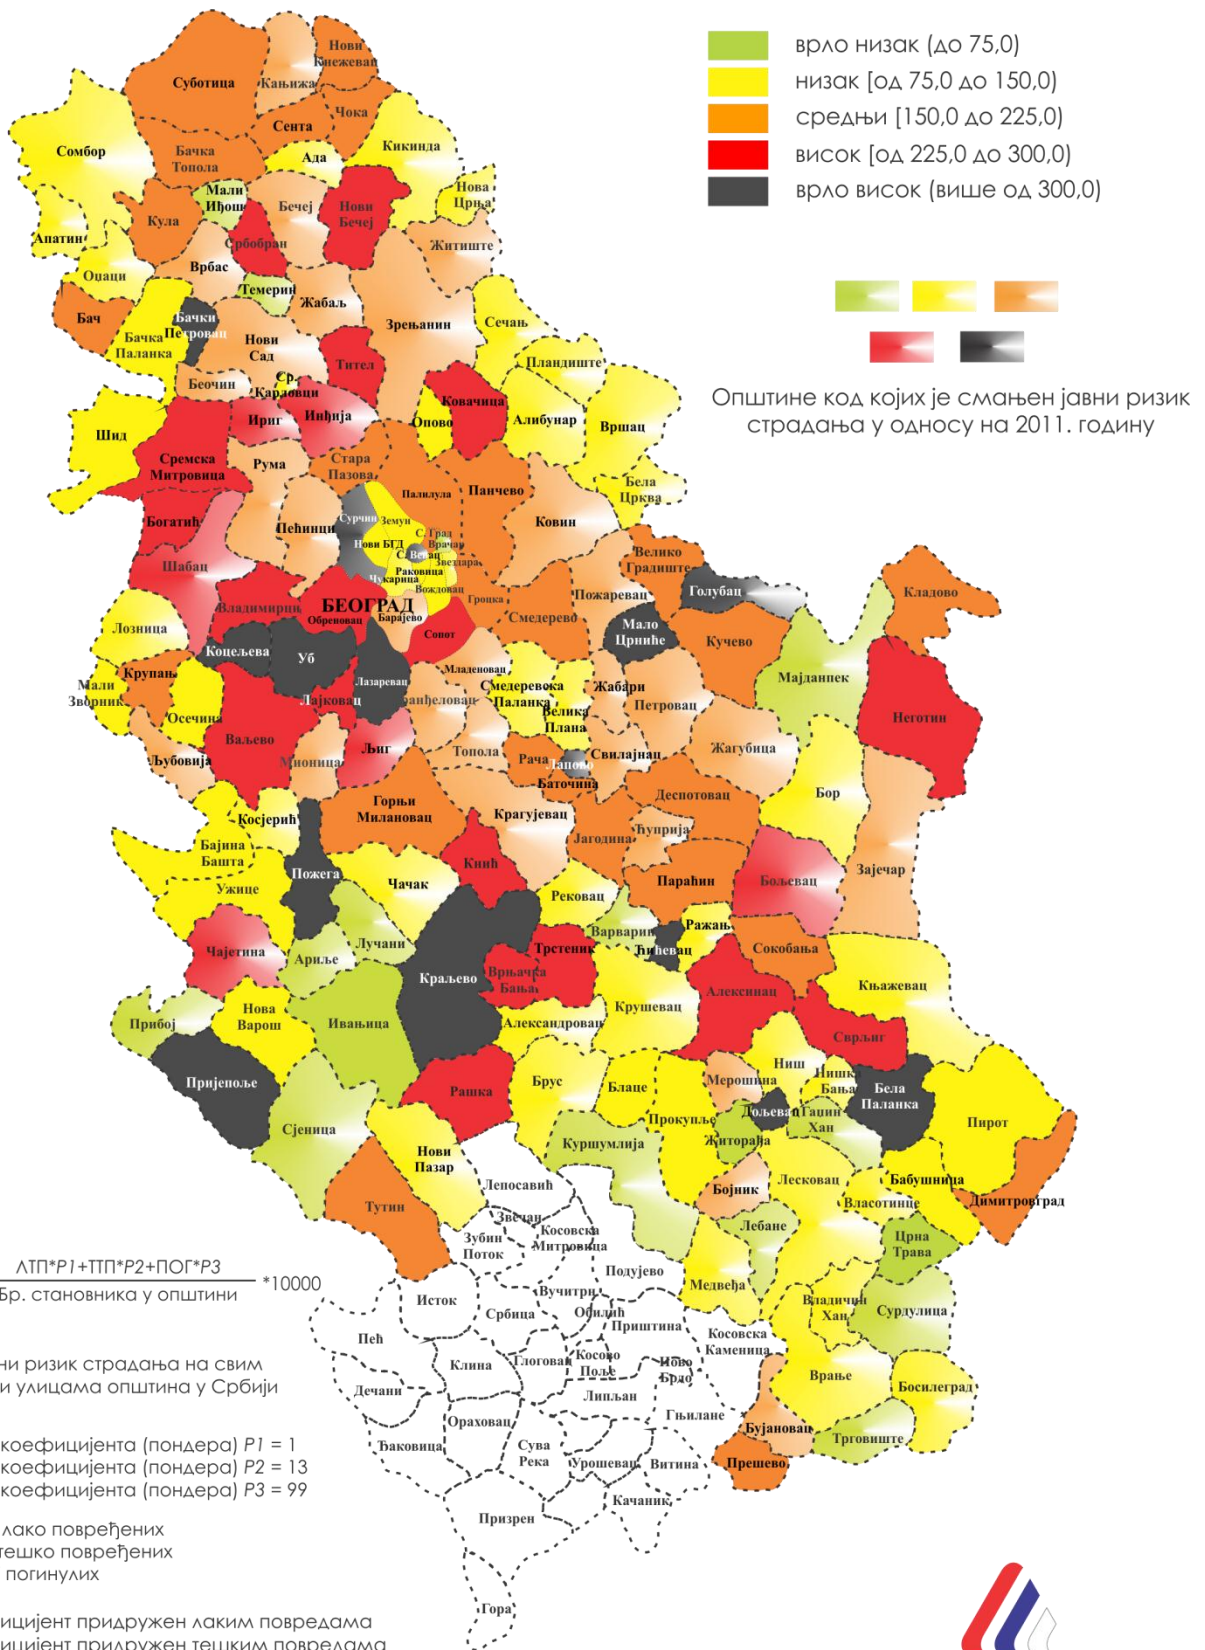 врло низак (до 75,0)
низак [од 75,0 до 150,0)
средњи [150,0 до 225,0)
висок [од 225,0 до 300,0)
врло висок (више од 300,0)
Општине код којих је смањен јавни ризик
страдања у односу на 2011. годину
Нови
Кнежевац
Суботица
Кањижа
Чока
Сента
Сомбор
Бачка
Топола
Ада
Кикинда
Мали
Иђош
Бечеј
Нови
Бечеј
Нова
Црња
Апатин
Кула
Србобран
Житиште
Оџаци
Врбас
Темерин
Жабаљ
Бач
Бачки
Петровац
Бачка
Паланка
Нови
Сад
Зрењанин
Сечањ
Тител
Пландиште
Беочин
Ср.
Карловци
Ириг
Инђија
Опово
Ковачица
Алибунар
Вршац
Шид
Сремска
Митровица
Рума
Стара
Пазова
Палилула
Панчево
Бела
Црква
Богатић
Пећинци
Сурчин
Земун
С. Град
Ковин
Нови БГД
Врачар
С. Венац
Звездара
Раковица
Чукарица
Вождовац
Шабац
Велико
Градиште
Голубац
Кладово
Владимирци
БЕОГРАД
Обреновац
Барајево
Гроцка
Сопот
Смедерево
Пожаревац
Мало
Црниће
Кучево
Лозница
Коцељева
Уб
Лазаревац
Младеновац
Мајданпек
Мали
Зворник
Крупањ
Осечина
Лајковац
ранђеловац
Смедеревска
Паланка
Велика
Плана
Жабари
Петровац
Неготин
Ваљево
Љиг
Топола
Љубовија
Мионица
Рача
Лапово
Свилајнац
Жагубица
Баточина
Горњи
Милановац
Деспотовац
Бор
Косјерић
Крагујевац
Јагодина
Ћуприја
Бајина
Башта
Пожега
Кнић
Параћин
Бољевац
Зајечар
Ужице
Чачак
Рековац
Чајетина
Ариље
Лучани
Варварин
Ћићевац
Ражањ
Трстеник
Врњачка
Бања
Сокобања
Краљево
Књажевац
Прибој
Нова
Варош
Ивањица
Александровац
Крушевац
Алексинац
Сврљиг
Пријепоље
Рашка
Брус
Блаце
Мерошина
Ниш
Нишка
Бања
Бела
Паланка
Прокупље
Дољевац
Гаџин
Хан
Житорађа
Пирот
Сјеница
Нови
Пазар
Куршумлија
Тутин
Бојник
Лесковац
Бабушница
Власотинце
Димитровград
Лебане
Црна
Трава
Лепосавић
Звечан
Зубин
Поток
Косовска
Митровица
Подујево
Медвеђа
Владичин
Хан
Сурдулица
Исток
Вучитрн
Србица
Обилић
Приштина
Косовска
Каменица
Пећ
Клина
Глоговац
Косово
Поље
Ново
Брдо
Врање
Босилеград
Дечани
Липљан
Гњилане
Бујановац
Трговиште
Ораховац
Ђаковица
Сува
Река
Урошевац
Витина
Прешево
Качаник
Призрен
Гора
ЛТП*P1+ТТП*P2+ПОГ*P3
*10000
Бр. становника у општини
ни ризик страдања на свим
и улицама општина у Србији
коефицијента (пондера) P1 = 1
коефицијента (пондера) P2 = 13
коефицијента (пондера) P3 = 99
лако повређених
тешко повређених
погинулих
ицијент придружен лаким повредама
ицијент придружен тешким повредама